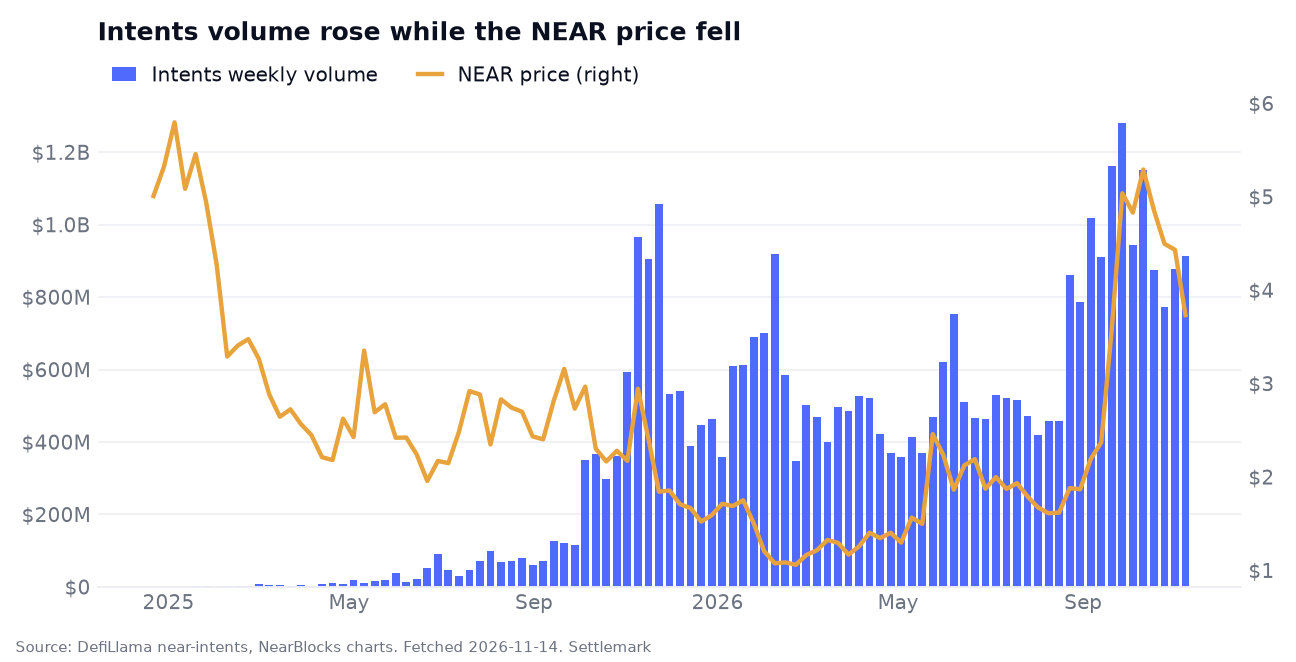 Intents volume rose while the NEAR price fell
Intents weekly volume
NEAR price (right)
$6
$1.2B
$5
$1.0B
$4
$800M
$3
$600M
$400M
$2
$200M
$1
$0
2025
May
Sep
2026
May
Sep
Source: DefiLlama near-intents, NearBlocks charts. Fetched 2026-11-14. Settlemark